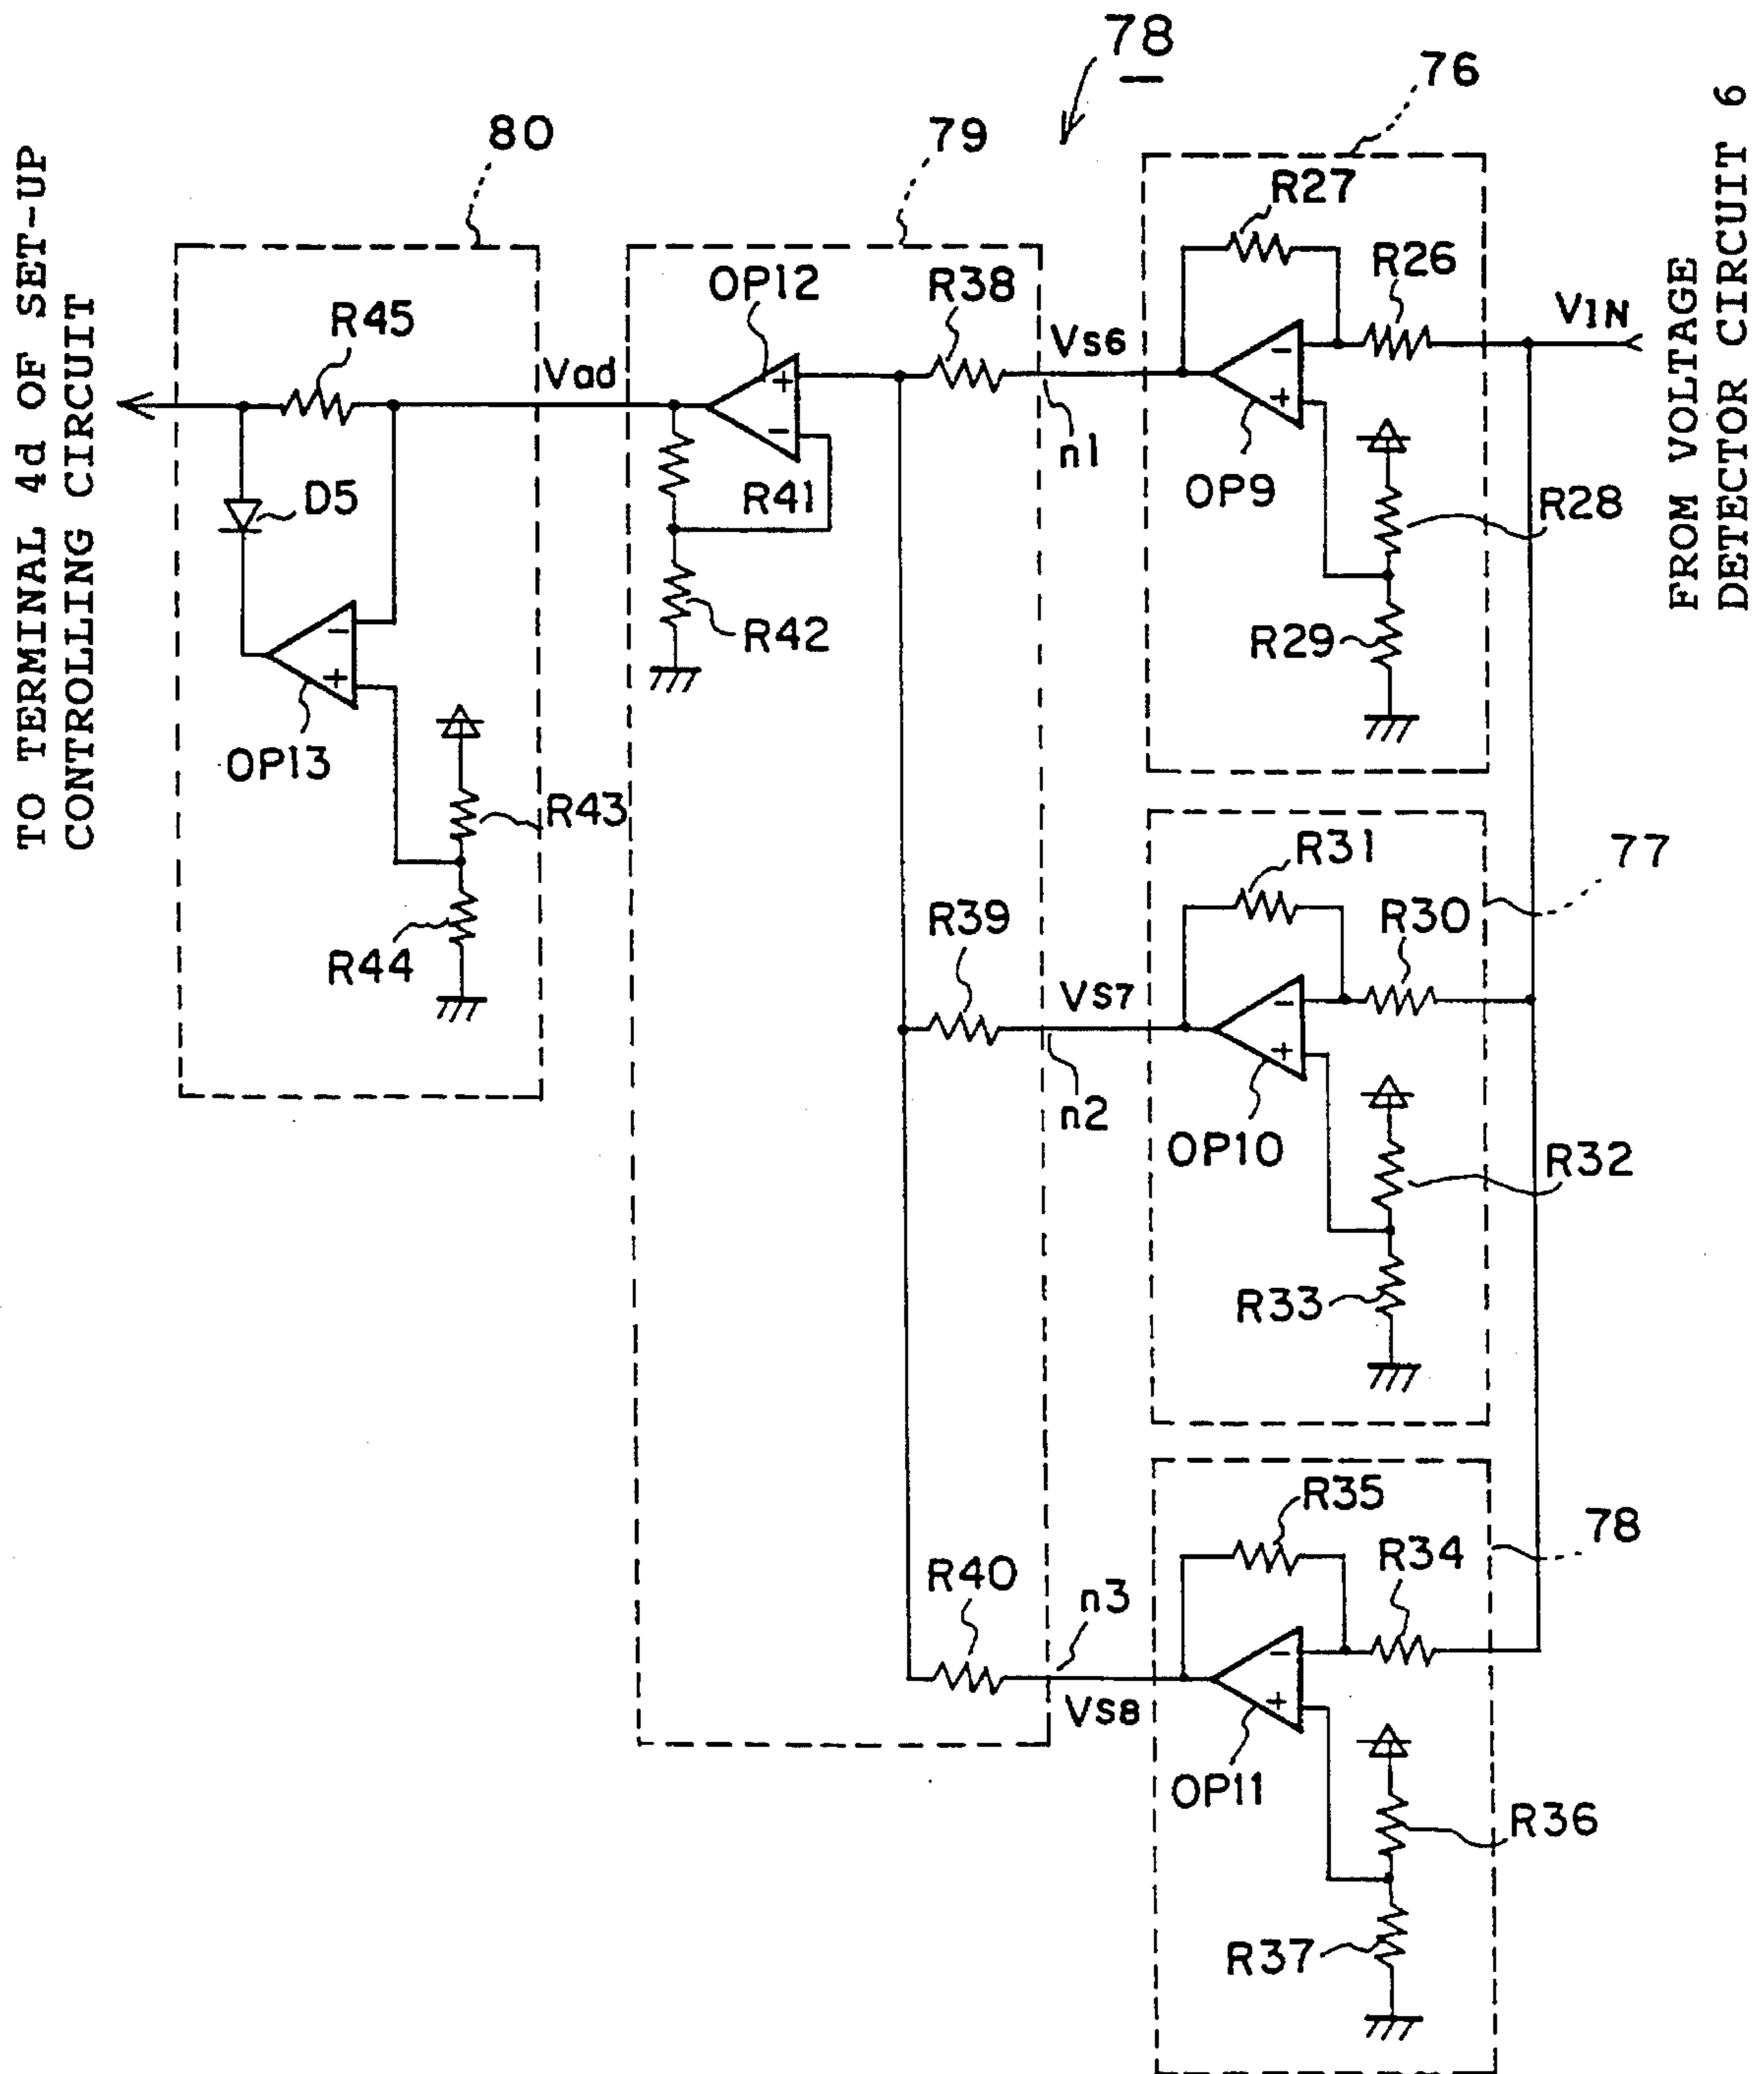 78
76
80
79
R27
R26
VIN
FROM VOLTAGE
DETECTOR CIRCUIT 6
TO TERMINAL 4d OF SET-UP
CONTROLLING CIRCUIT
OP12
R38
Vs6
R45
Vad
+
-
-
+
n1
OP9
R28
D5
R41
R42
R29
-
+
OP13
R43
R44
R31
77
R30
R39
VS7
-
+
n2
OP10
R32
R33
R35
78
R34
R40
n3
VS8
-
+
OP11
R36
R37